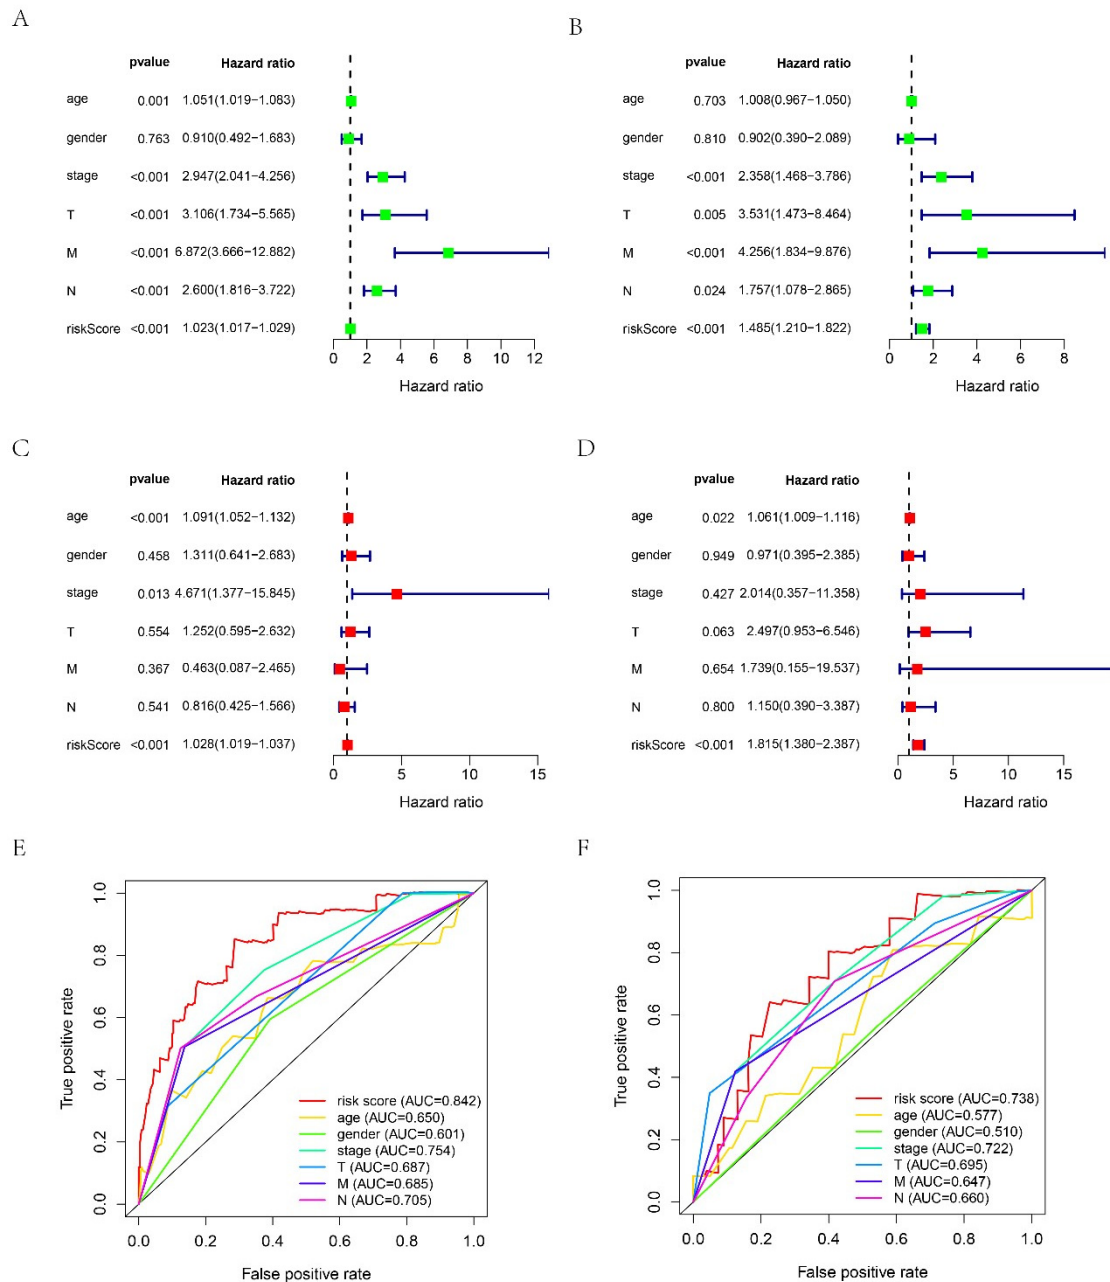 A
pvalue Hazard ratio
age 0.001 1.051(1.019−1.083)
gender 0.763 0.910(0.492−1.683)
stage <0.001 2.947(2.041−4.256)
T <0.001 3.106(1.734−5.565)
M <0.001 6.872(3.666−12.882)
N <0.001 2.600(1.816−3.722)
riskScore <0.001 1.023(1.017−1.029)
0 2 4 6 8 10 12
Hazard ratio
B
pvalue Hazard ratio
age 0.703 1.008(0.967−1.050)
gender 0.810 0.902(0.390−2.089)
stage <0.001 2.358(1.468−3.786)
T 0.005 3.531(1.473−8.464)
M <0.001 4.256(1.834−9.876)
N 0.024 1.757(1.078−2.865)
riskScore <0.001 1.485(1.210−1.822)
0 2 4 6 8
Hazard ratio
C
pvalue Hazard ratio
age <0.001 1.091(1.052−1.132)
gender 0.458 1.311(0.641−2.683)
stage 0.013 4.671(1.377−15.845)
T 0.554 1.252(0.595−2.632)
M 0.367 0.463(0.087−2.465)
N 0.541 0.816(0.425−1.566)
riskScore <0.001 1.028(1.019−1.037)
0 5 10 15
Hazard ratio
D
pvalue Hazard ratio
age 0.022 1.061(1.009−1.116)
gender 0.949 0.971(0.395−2.385)
stage 0.427 2.014(0.357−11.358)
T 0.063 2.497(0.953−6.546)
M 0.654 1.739(0.155−19.537)
N 0.800 1.150(0.390−3.387)
riskScore <0.001 1.815(1.380−2.387)
0 5 10 15
Hazard ratio
E
True positive rate
1.0
0.8
0.6
0.4
0.2
0.0
risk score (AUC=0.842)
age (AUC=0.650)
gender (AUC=0.601)
stage (AUC=0.754)
T (AUC=0.687)
M (AUC=0.685)
N (AUC=0.705)
0.0 0.2 0.4 0.6 0.8 1.0
False positive rate
F
True positive rate
1.0
0.8
0.6
0.4
0.2
0.0
risk score (AUC=0.738)
age (AUC=0.577)
gender (AUC=0.510)
stage (AUC=0.722)
T (AUC=0.695)
M (AUC=0.647)
N (AUC=0.660)
0.0 0.2 0.4 0.6 0.8 1.0
False positive rate